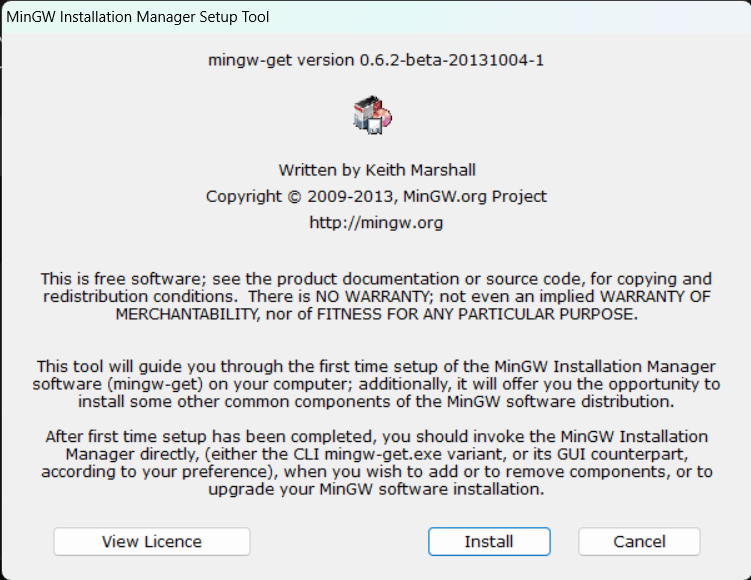 MinGW Installation Manager Setup Tool
mingw-get version 0.6.2-beta-20131004-1
Written by Keith Marshall
Copyright © 2009-2013, MinGW.org Project
http://mingw.org
This is free software; see the product documentation or source code, for copying and
redistribution conditions.  There is NO WARRANTY; not even an implied WARRANTY OF
MERCHANTABILITY, nor of FITNESS FOR ANY PARTICULAR PURPOSE.
This tool will guide you through the first time setup of the MinGW Installation Manager
software (mingw-get) on your computer; additionally, it will offer you the opportunity to
install some other common components of the MinGW software distribution.
After first time setup has been completed, you should invoke the MinGW Installation
Manager directly, (either the CLI mingw-get.exe variant, or its GUI counterpart,
according to your preference), when you wish to add or to remove components, or to
upgrade your MinGW software installation.
View Licence
Install
Cancel